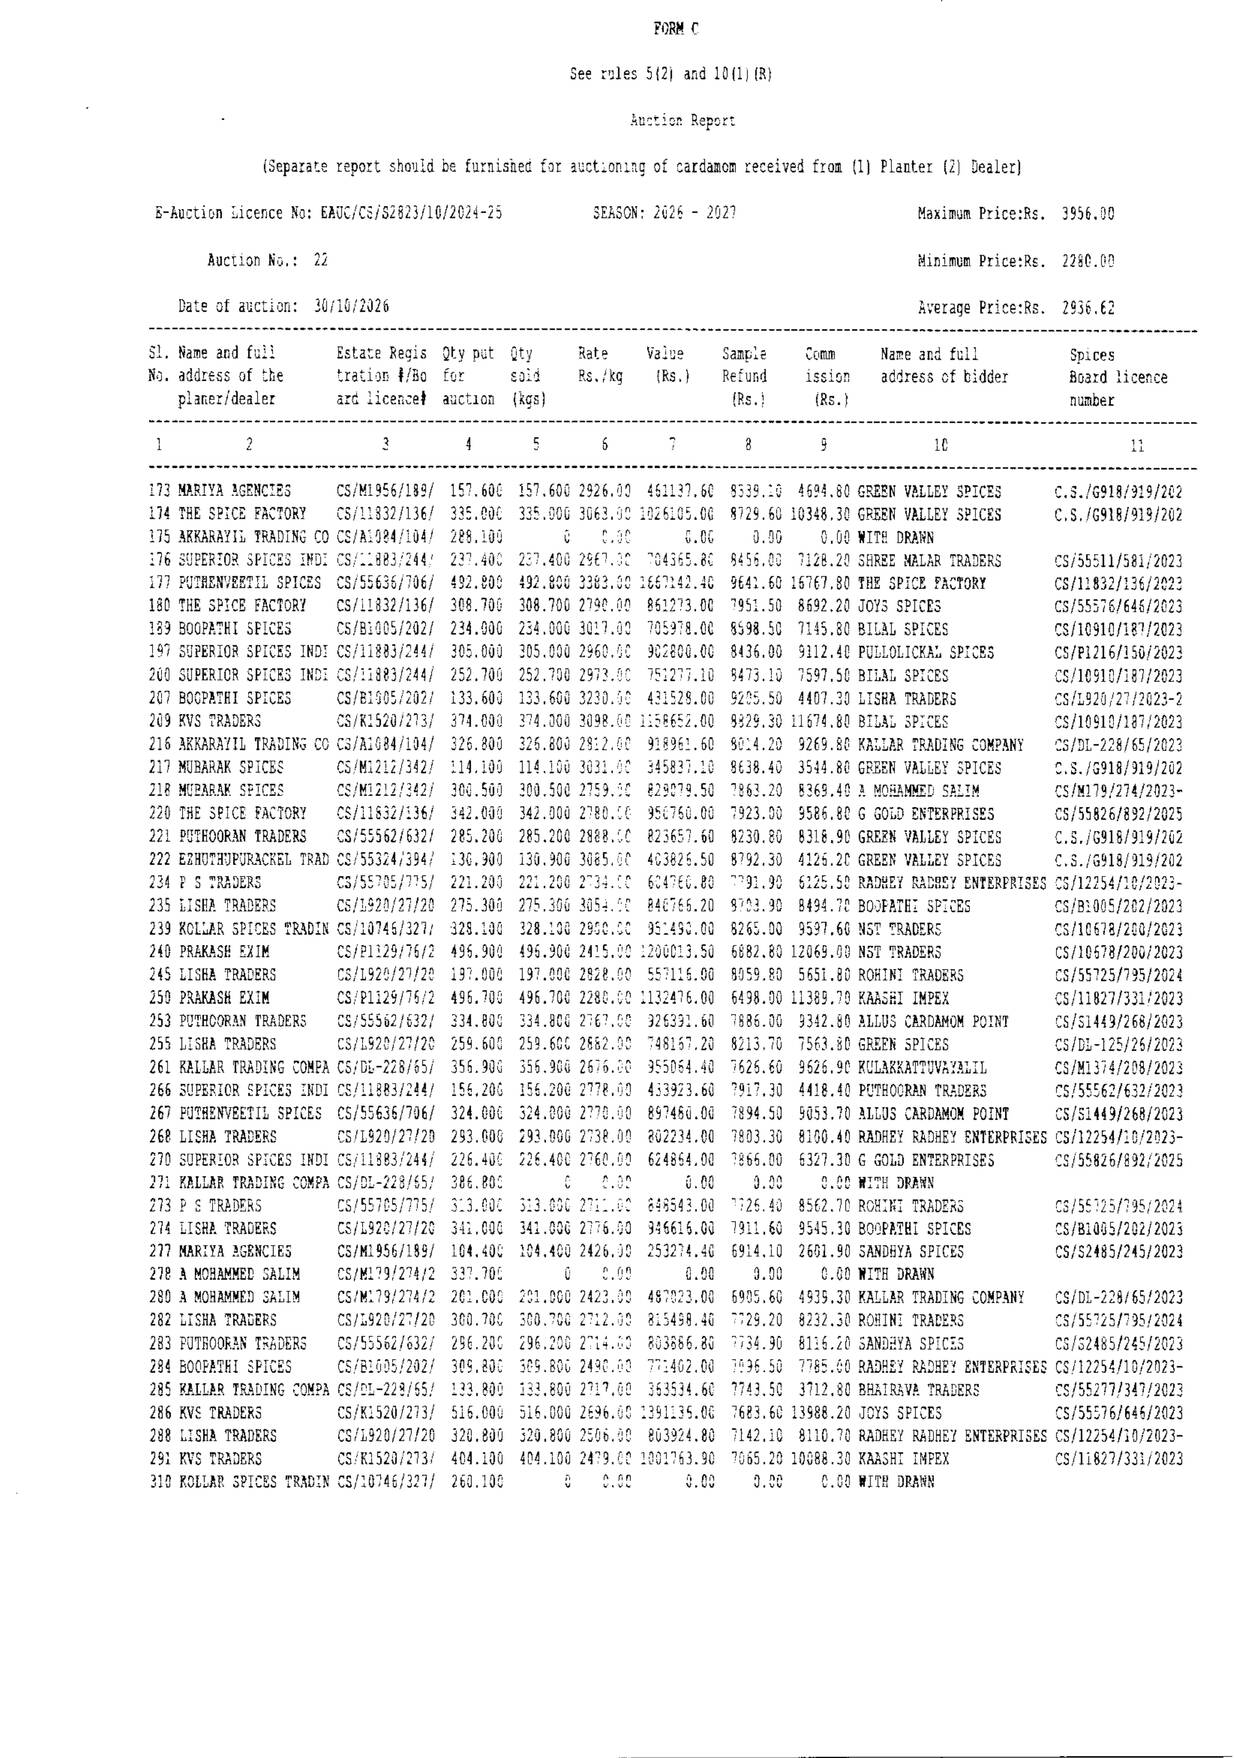 FORM C
See rules 5(2) and 10(1)(R)
Auction Report
(Separate report should be furnished for auctioning of cardamom received from (1) Planter (2) Dealer)
E-Auction Licence No: EAUC/CS/S2823/10/2024-25 SEASON: 2026 - 2027 Maximum Price:Rs. 3956.00
Auction No.: 22 Minimum Price:Rs. 2280.00
Date of auction: 30/10/2026 Average Price:Rs. 2936.62
Sl. Name and full Estate Regis Qty put Qty Rate Value Sample Comm Name and full Spices
No. address of the tration #/Bo for sold Rs./kg (Rs.) Refund ission address of bidder Board licence
planer/dealer ard licence# auction (kgs) (Rs.) (Rs.) number
1 2 3 4 5 6 7 8 9 10 11
173 MARIYA AGENCIES CS/M1956/189/ 157.600 157.600 2926.00 461137.60 8339.10 4694.80 GREEN VALLEY SPICES C.S./G918/919/202
174 THE SPICE FACTORY CS/11832/136/ 335.000 335.000 3063.00 1026105.00 8729.60 10348.30 GREEN VALLEY SPICES C.S./G918/919/202
175 AKKARAYIL TRADING CO CS/A1084/104/ 288.100 0 0.00 0.00 0.00 0.00 WITH DRAWN
176 SUPERIOR SPICES INDI CS/11883/244/ 237.400 237.400 2967.00 704365.80 8456.00 7128.20 SHREE MALAR TRADERS CS/55511/581/2023
177 PUTHENVEETIL SPICES CS/55636/706/ 492.800 492.800 3383.00 1667142.40 9641.60 16767.80 THE SPICE FACTORY CS/11832/136/2023
180 THE SPICE FACTORY CS/11832/136/ 308.700 308.700 2790.00 861273.00 7951.50 8692.20 JOYS SPICES CS/55576/646/2023
189 BOOPATHI SPICES CS/B1005/202/ 234.000 234.000 3017.00 705978.00 8598.50 7145.80 BILAL SPICES CS/10910/187/2023
197 SUPERIOR SPICES INDI CS/11883/244/ 305.000 305.000 2960.00 902800.00 8436.00 9112.40 PULLOLICKAL SPICES CS/P1216/150/2023
200 SUPERIOR SPICES INDI CS/11883/244/ 252.700 252.700 2973.00 751277.10 8473.10 7597.50 BILAL SPICES CS/10910/187/2023
207 BOOPATHI SPICES CS/B1005/202/ 133.600 133.600 3230.00 431528.00 9205.50 4407.30 LISHA TRADERS CS/L920/27/2023-2
209 KVS TRADERS CS/K1520/273/ 374.000 374.000 3098.00 1158652.00 8829.30 11674.80 BILAL SPICES CS/10910/187/2023
216 AKKARAYIL TRADING CO CS/A1084/104/ 326.800 326.800 2812.00 918961.60 8014.20 9269.80 KALLAR TRADING COMPANY CS/DL-228/65/2023
217 MUBARAK SPICES CS/M1212/342/ 114.100 114.100 3031.00 345837.10 8638.40 3544.80 GREEN VALLEY SPICES C.S./G918/919/202
218 MUBARAK SPICES CS/M1212/342/ 300.500 300.500 2759.00 829079.50 7863.20 8369.40 A MOHAMMED SALIM CS/M179/274/2023-
220 THE SPICE FACTORY CS/11832/136/ 342.000 342.000 2780.00 950760.00 7923.00 9586.80 G GOLD ENTERPRISES CS/55826/892/2025
221 PUTHOORAN TRADERS CS/55562/632/ 285.200 285.200 2888.00 823657.60 8230.80 8318.90 GREEN VALLEY SPICES C.S./G918/919/202
222 EZHUTHUPURACKEL TRAD CS/55324/394/ 130.900 130.900 3085.00 403826.50 8792.30 4126.20 GREEN VALLEY SPICES C.S./G918/919/202
234 P S TRADERS CS/55705/775/ 221.200 221.200 2734.00 604760.80 7791.90 6125.50 RADHEY RADHEY ENTERPRISES CS/12254/10/2023-
235 LISHA TRADERS CS/L920/27/20 275.300 275.300 3054.00 840766.20 8703.90 8494.70 BOOPATHI SPICES CS/B1005/202/2023
239 KOLLAR SPICES TRADIN CS/10746/327/ 328.100 328.100 2900.00 951490.00 8265.00 9597.60 NST TRADERS CS/10678/200/2023
240 PRAKASH EXIM CS/P1129/76/2 496.900 496.900 2415.00 1200013.50 6882.80 12069.00 NST TRADERS CS/10678/200/2023
245 LISHA TRADERS CS/L920/27/20 197.000 197.000 2828.00 557116.00 8059.80 5651.80 ROHINI TRADERS CS/55725/795/2024
250 PRAKASH EXIM CS/P1129/76/2 496.700 496.700 2280.00 1132476.00 6498.00 11389.70 KAASHI IMPEX CS/11827/331/2023
253 PUTHOORAN TRADERS CS/55562/632/ 334.800 334.800 2767.00 926391.60 7886.00 9342.80 ALLUS CARDAMOM POINT CS/S1449/268/2023
255 LISHA TRADERS CS/L920/27/20 259.600 259.600 2882.00 748167.20 8213.70 7563.80 GREEN SPICES CS/DL-125/26/2023
261 KALLAR TRADING COMPA CS/DL-228/65/ 356.900 356.900 2676.00 955064.40 7626.60 9626.90 KULAKKATTUVAYALIL CS/M1374/208/2023
266 SUPERIOR SPICES INDI CS/11883/244/ 156.200 156.200 2778.00 433923.60 7917.30 4418.40 PUTHOORAN TRADERS CS/55562/632/2023
267 PUTHENVEETIL SPICES CS/55636/706/ 324.000 324.000 2770.00 897480.00 7894.50 9053.70 ALLUS CARDAMOM POINT CS/S1449/268/2023
268 LISHA TRADERS CS/L920/27/20 293.000 293.000 2738.00 802234.00 7803.30 8100.40 RADHEY RADHEY ENTERPRISES CS/12254/10/2023-
270 SUPERIOR SPICES INDI CS/11883/244/ 226.400 226.400 2760.00 624864.00 7866.00 6327.30 G GOLD ENTERPRISES CS/55826/892/2025
271 KALLAR TRADING COMPA CS/DL-228/65/ 386.800 0 0.00 0.00 0.00 0.00 WITH DRAWN
273 P S TRADERS CS/55705/775/ 313.000 313.000 2711.00 848543.00 7726.40 8562.70 ROHINI TRADERS CS/55725/795/2024
274 LISHA TRADERS CS/L920/27/20 341.000 341.000 2776.00 946616.00 7911.60 9545.30 BOOPATHI SPICES CS/B1005/202/2023
277 MARIYA AGENCIES CS/M1956/189/ 104.400 104.400 2426.00 253274.40 6914.10 2601.90 SANDHYA SPICES CS/S2485/245/2023
278 A MOHAMMED SALIM CS/M179/274/2 337.700 0 0.00 0.00 0.00 0.00 WITH DRAWN
280 A MOHAMMED SALIM CS/M179/274/2 201.000 201.000 2423.00 487023.00 6905.60 4939.30 KALLAR TRADING COMPANY CS/DL-228/65/2023
282 LISHA TRADERS CS/L920/27/20 300.700 300.700 2712.00 815498.40 7729.20 8232.30 ROHINI TRADERS CS/55725/795/2024
283 PUTHOORAN TRADERS CS/55562/632/ 296.200 296.200 2714.00 803886.80 7734.90 8116.20 SANDHYA SPICES CS/S2485/245/2023
284 BOOPATHI SPICES CS/B1005/202/ 309.800 309.800 2490.00 771402.00 7096.50 7785.00 RADHEY RADHEY ENTERPRISES CS/12254/10/2023-
285 KALLAR TRADING COMPA CS/DL-228/65/ 133.800 133.800 2717.00 363534.60 7743.50 3712.80 BHAIRAVA TRADERS CS/55277/347/2023
286 KVS TRADERS CS/K1520/273/ 516.000 516.000 2696.00 1391136.00 7683.60 13988.20 JOYS SPICES CS/55576/646/2023
288 LISHA TRADERS CS/L920/27/20 320.800 320.800 2506.00 803924.80 7142.10 8110.70 RADHEY RADHEY ENTERPRISES CS/12254/10/2023-
291 KVS TRADERS CS/K1520/273/ 404.100 404.100 2479.00 1001763.90 7065.20 10088.30 KAASHI IMPEX CS/11827/331/2023
310 KOLLAR SPICES TRADIN CS/10746/327/ 260.100 0 0.00 0.00 0.00 0.00 WITH DRAWN